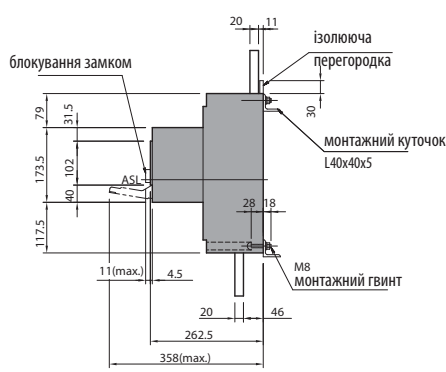 20 11
ізолююча
перегородка
блокування замком
79
31.5
30
монтажний куточок
L40x40x5
173.5
102
ASL
40
28 18
117.5
11(max.) 4.5
M8
монтажний гвинт
20 46
262.5
358(max.)